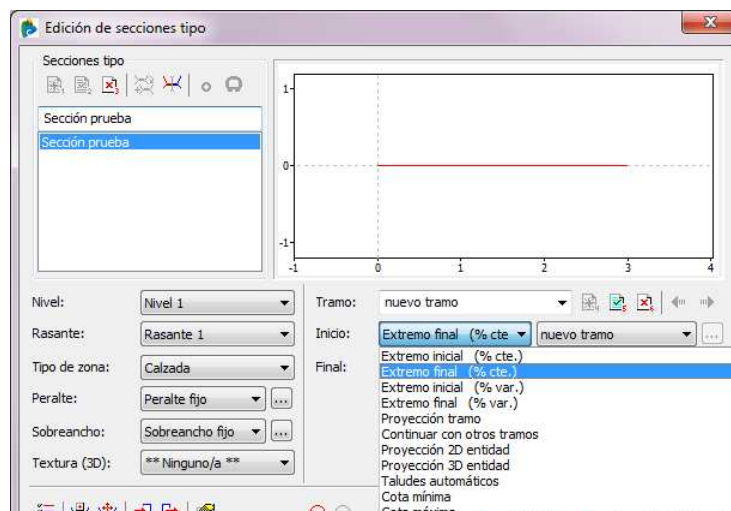 Edición de secciones tipo
Secciones tipo
Sección prueba
Sección prueba
1
0
-1
-1 0 1 2 3 4
Nivel: Nivel 1
Rasante: Rasante 1
Tipo de zona: Calzada
Peralte: Peralte fijo ...
Sobreancho: Sobreancho fijo ...
Textura (3D): ** Ninguno/a **
Tramo: nuevo tramo
Inicio: Extremo final (% cte nuevo tramo ...
Final:
Extremo inicial (% cte.)
Extremo final (% cte.)
Extremo inicial (% var.)
Extremo final (% var.)
Proyección tramo
Continuar con otros tramos
Proyección 2D entidad
Proyección 3D entidad
Taludes automáticos
Cota mínima
Cota máxima